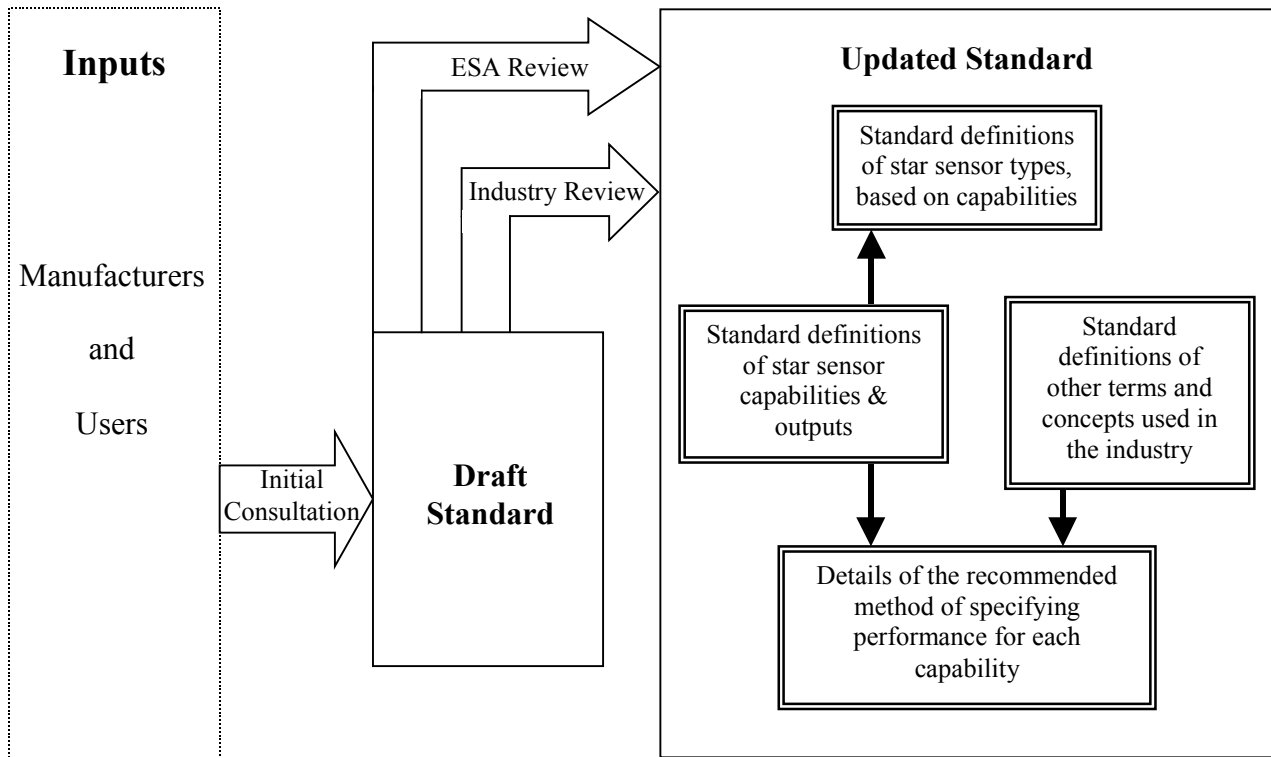 Inputs
Manufacturers
and
Users
Initial
Consultation
Draft
Standard
ESA Review
Industry Review
Updated Standard
Standard definitions
of star sensor types,
based on capabilities
Standard definitions
of star sensor
capabilities &
outputs
Standard
definitions of
other terms and
concepts used in
the industry
Details of the recommended
method of specifying
performance for each
capability